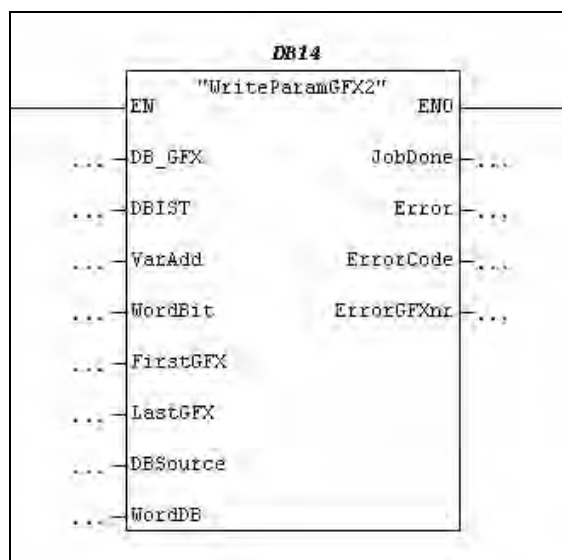 DB14
"WriteParamGFX2"
EN ENO
... DB_GFX JobDone ...
... DBIST Error ...
... VarAdd ErrorCode ...
... WordBit ErrorGFXnr ...
... FirstGFX
... LastGFX
... DBSource
... WordDB